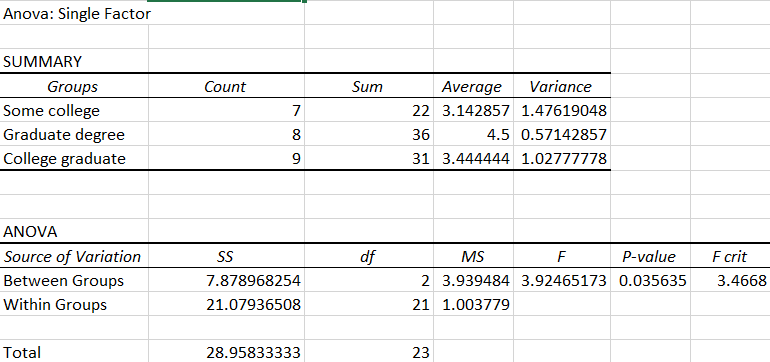 Anova: Single Factor
SUMMARY
Groups Count Sum Average Variance
Some college 7 22 3.142857 1.47619048
Graduate degree 8 36 4.5 0.57142857
College graduate 9 31 3.444444 1.02777778
ANOVA
Source of Variation SS df MS F P-value F crit
Between Groups 7.878968254 2 3.939484 3.92465173 0.035635 3.4668
Within Groups 21.07936508 21 1.003779
Total 28.95833333 23